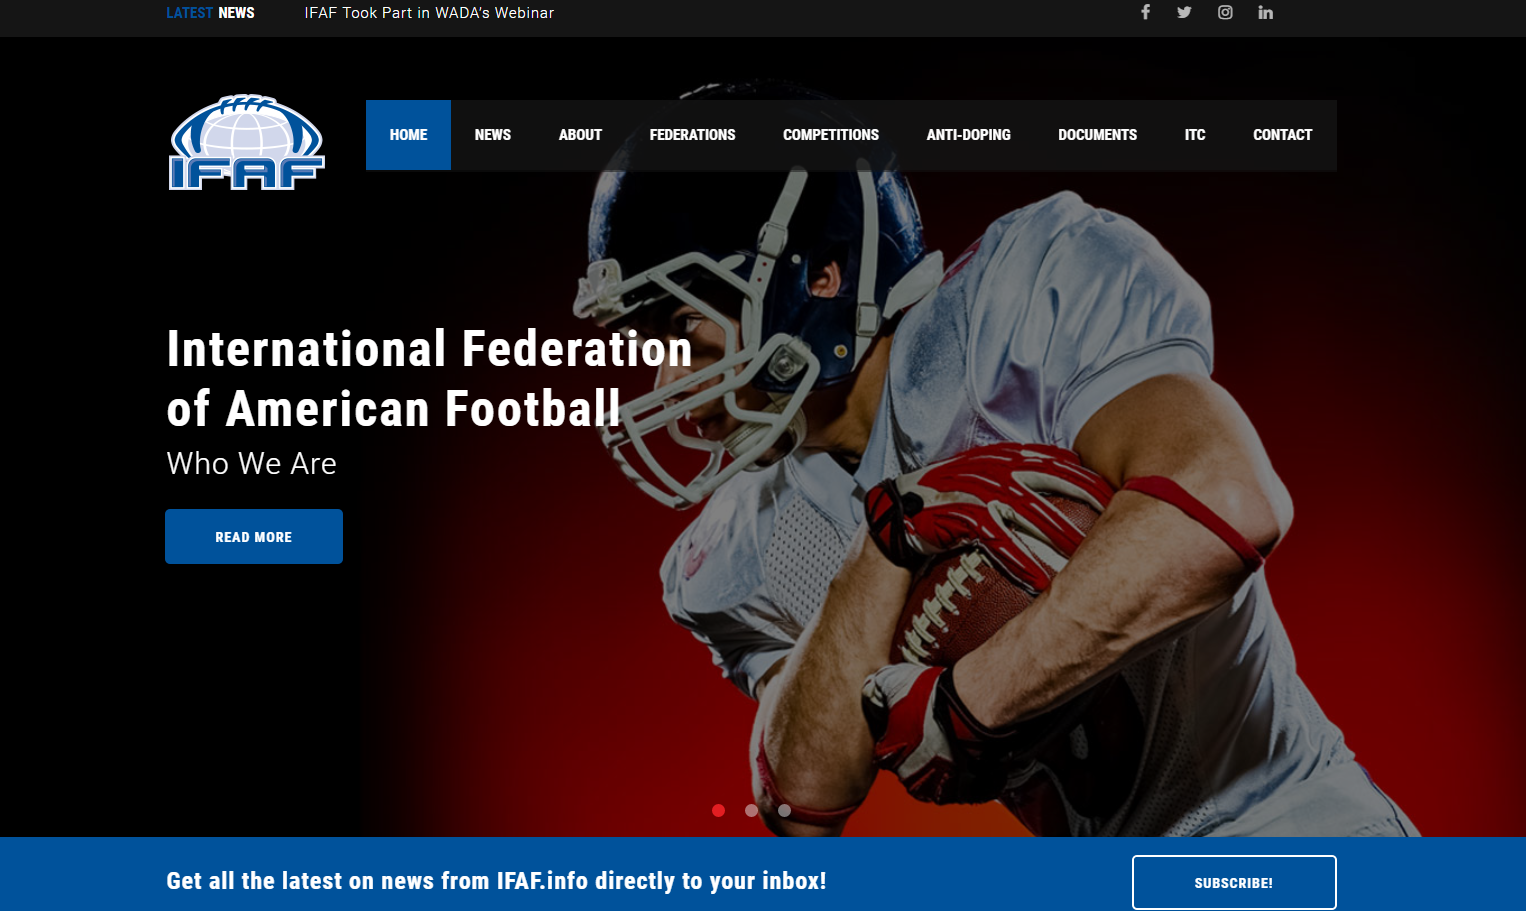 LATEST NEWS IFAF Took Part in WADA's Webinar
IFAF
HOME NEWS ABOUT FEDERATIONS COMPETITIONS ANTI-DOPING DOCUMENTS ITC CONTACT
International Federation
of American Football
Who We Are
READ MORE
Get all the latest on news from IFAF.info directly to your inbox!
SUBSCRIBE!